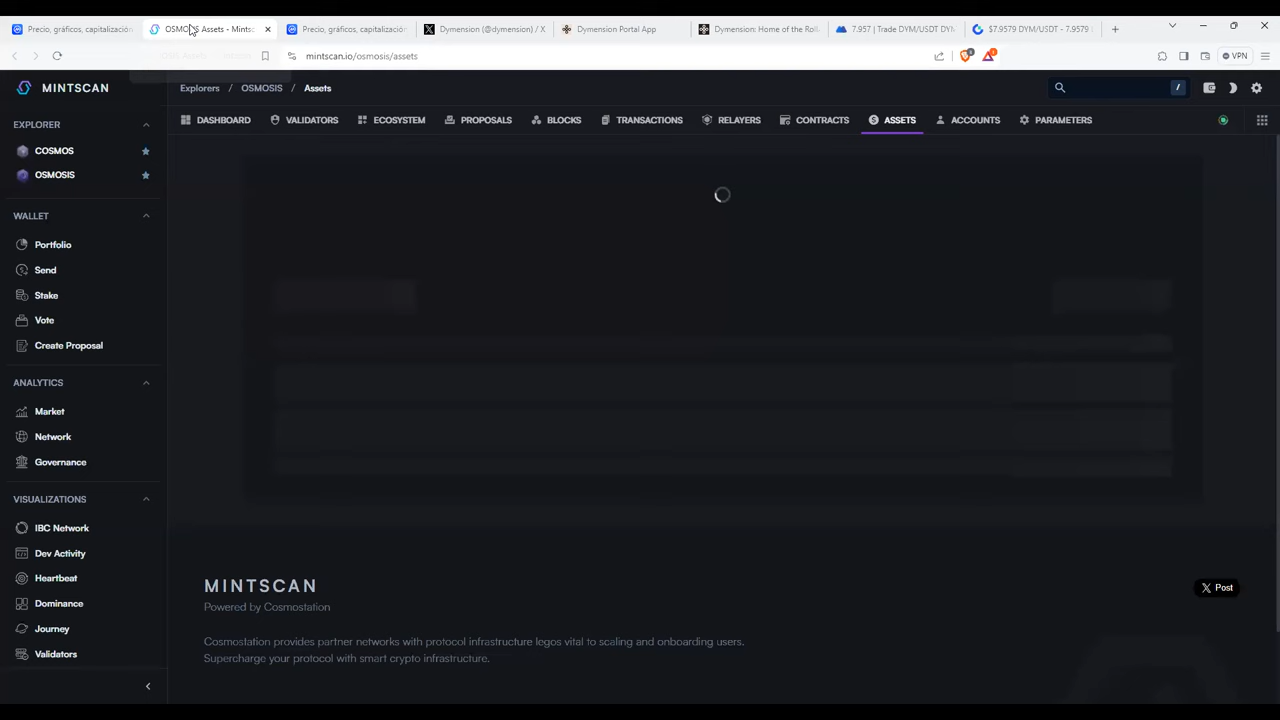 Precio, gráficos, capitalizació
OSMOSIS Assets - Mints
Precio, gráficos, capitalizació
Dymension (@dymension) / X
Dymension Portal App
Dymension: Home of the Roll
7.957 | Trade DYM/USDT DYM
$7.9579 DYM/USDT - 7.9579
mintscan.io/osmosis/assets
VPN
MINTSCAN
Explorers / OSMOSIS / Assets
/
EXPLORER
DASHBOARD VALIDATORS ECOSYSTEM PROPOSALS BLOCKS TRANSACTIONS RELAYERS CONTRACTS ASSETS ACCOUNTS PARAMETERS
COSMOS
OSMOSIS
WALLET
Portfolio
Send
Stake
Vote
Create Proposal
ANALYTICS
Market
Network
Governance
VISUALIZATIONS
IBC Network
Dev Activity
Heartbeat
Dominance
Journey
Validators
MINTSCAN
Powered by Cosmostation
X Post
Cosmostation provides partner networks with protocol infrastructure legos vital to scaling and onboarding users.
Supercharge your protocol with smart crypto infrastructure.